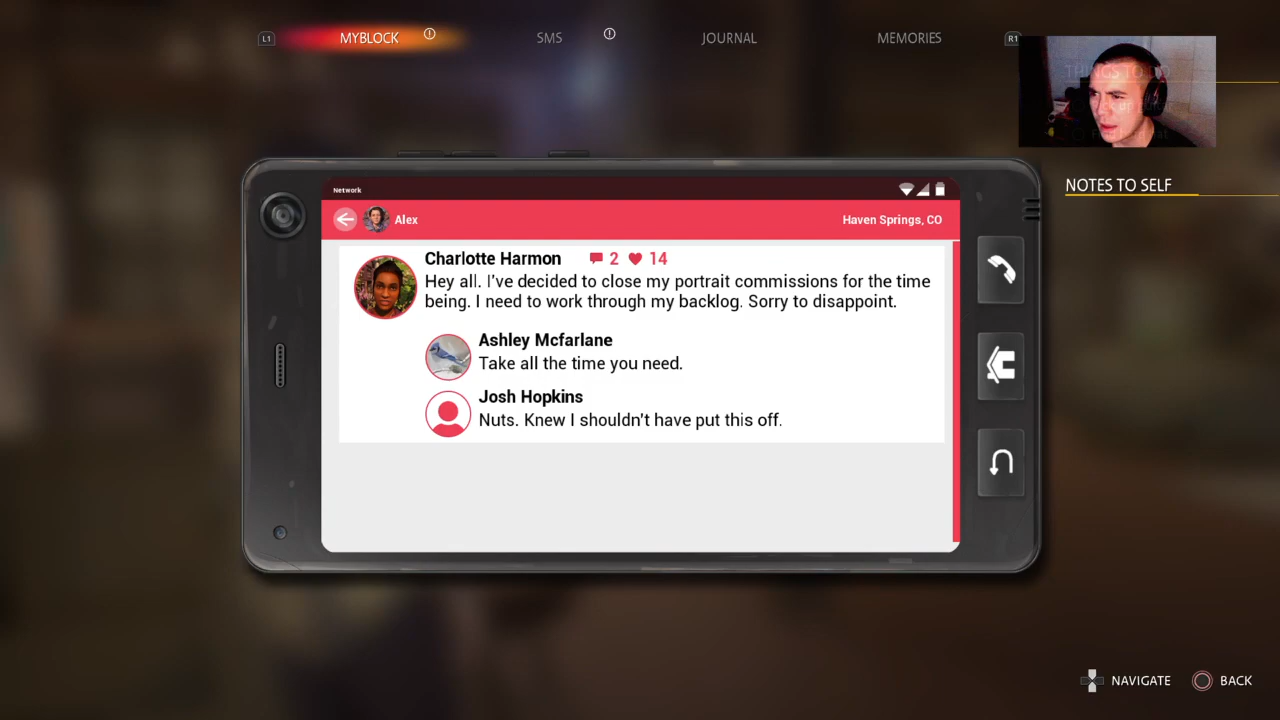 L1 MYBLOCK SMS JOURNAL MEMORIES R1
THINGS TO DO
NOTES TO SELF
Network
Alex Haven Springs, CO
Charlotte Harmon 2 14
Hey all. I've decided to close my portrait commissions for the time
being. I need to work through my backlog. Sorry to disappoint.
Ashley Mcfarlane
Take all the time you need.
Josh Hopkins
Nuts. Knew I shouldn't have put this off.
NAVIGATE BACK